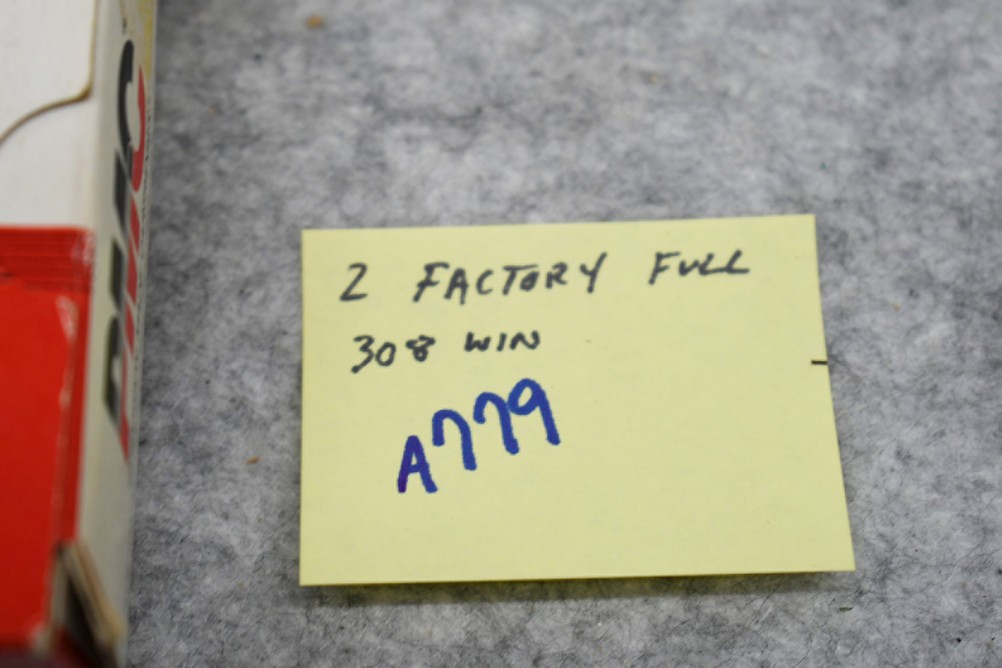 2 FACTORY FULL
308 WIN
A779